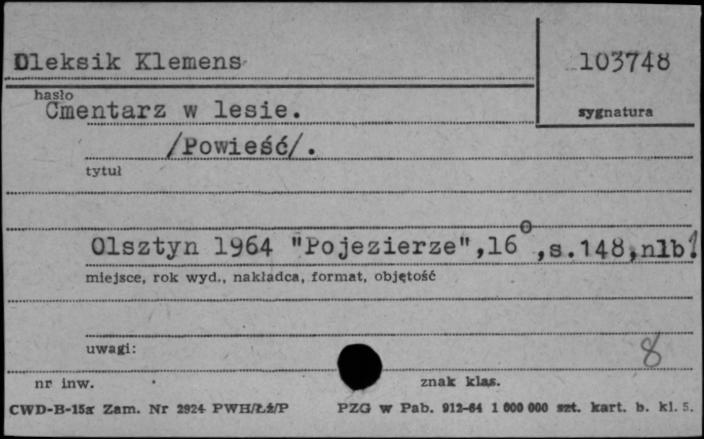 Oleksik Klemens
103748
hasło
Cmentarz w lesie.
sygnatura
/Powieść/.
tytuł
Olsztyn 1964 "Pojezierze",16°,s.148,nlb.
miejsce, rok wyd., nakładca, format, objętość
uwagi:
8
nr inw.
znak klas.
CWD-B-15a Zam. Nr 2924 PWH/Łż/P PZG w Pab. 912-64 1 000 000 szt. kart. b. kl. 5.